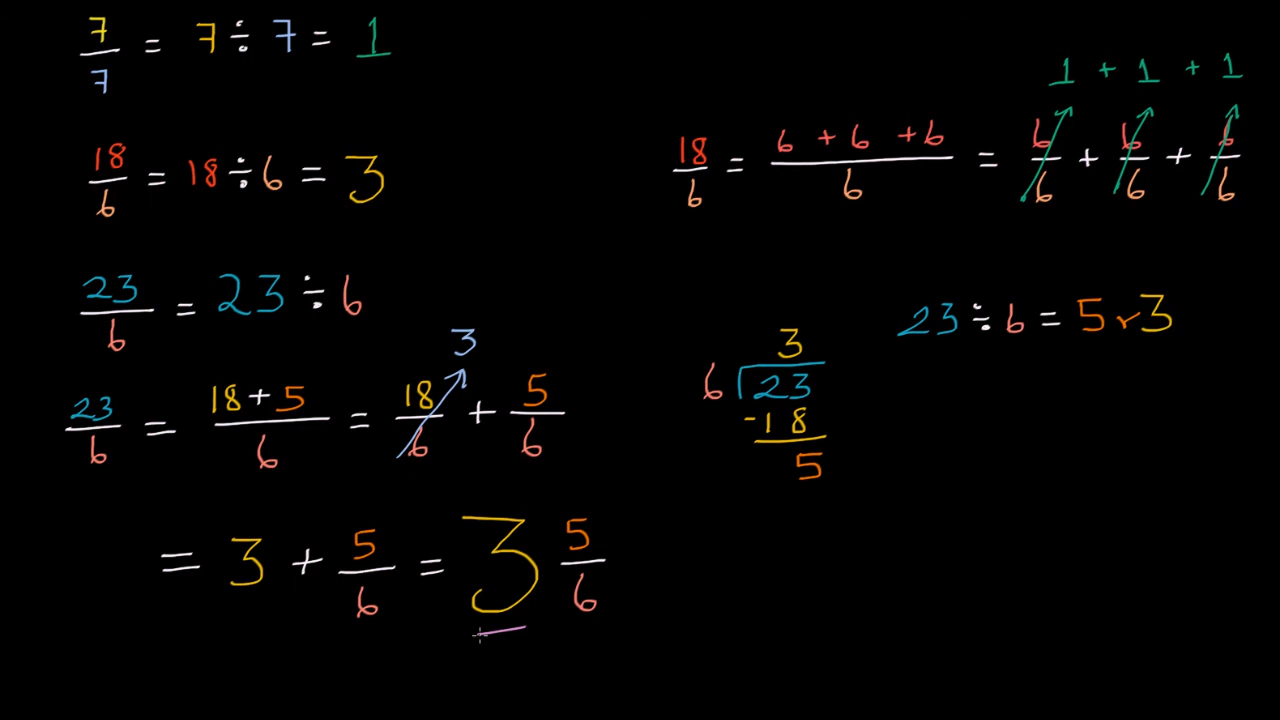 7/7 = 7 ÷ 7 = 1
18/6 = 18 ÷ 6 = 3
23/6 = 23 ÷ 6
23/6 = (18 + 5)/6 = 18/6 + 5/6
3
= 3 + 5/6 = 3 5/6
1 + 1 + 1
18/6 = (6 + 6 + 6)/6 = 6/6 + 6/6 + 6/6
23 ÷ 6 = 5 r 3
3
6 23
-18
5